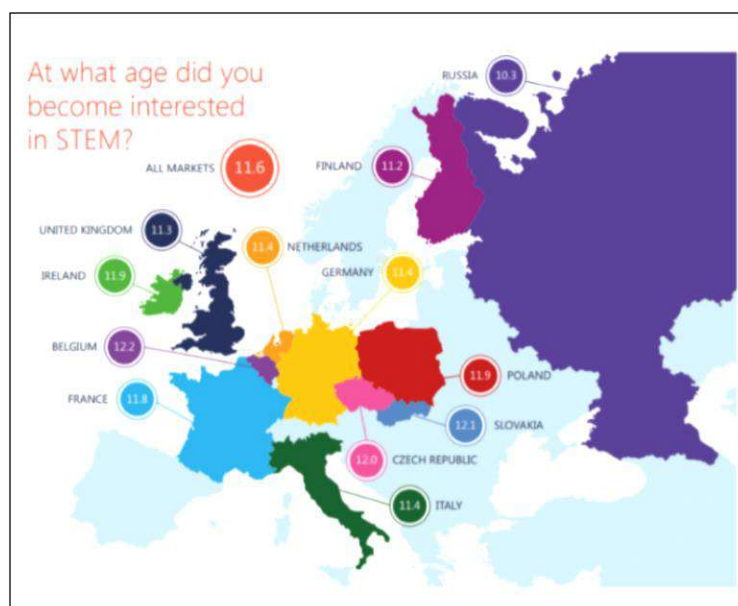 At what age did you
become interested
in STEM?
RUSSIA 10.3
ALL MARKETS 11.6
FINLAND 11.2
UNITED KINGDOM 11.3
11.4 NETHERLANDS
IRELAND 11.9
GERMANY 11.4
BELGIUM 12.2
11.9 POLAND
FRANCE 11.8
12.1 SLOVAKIA
12.0 CZECH REPUBLIC
11.4 ITALY